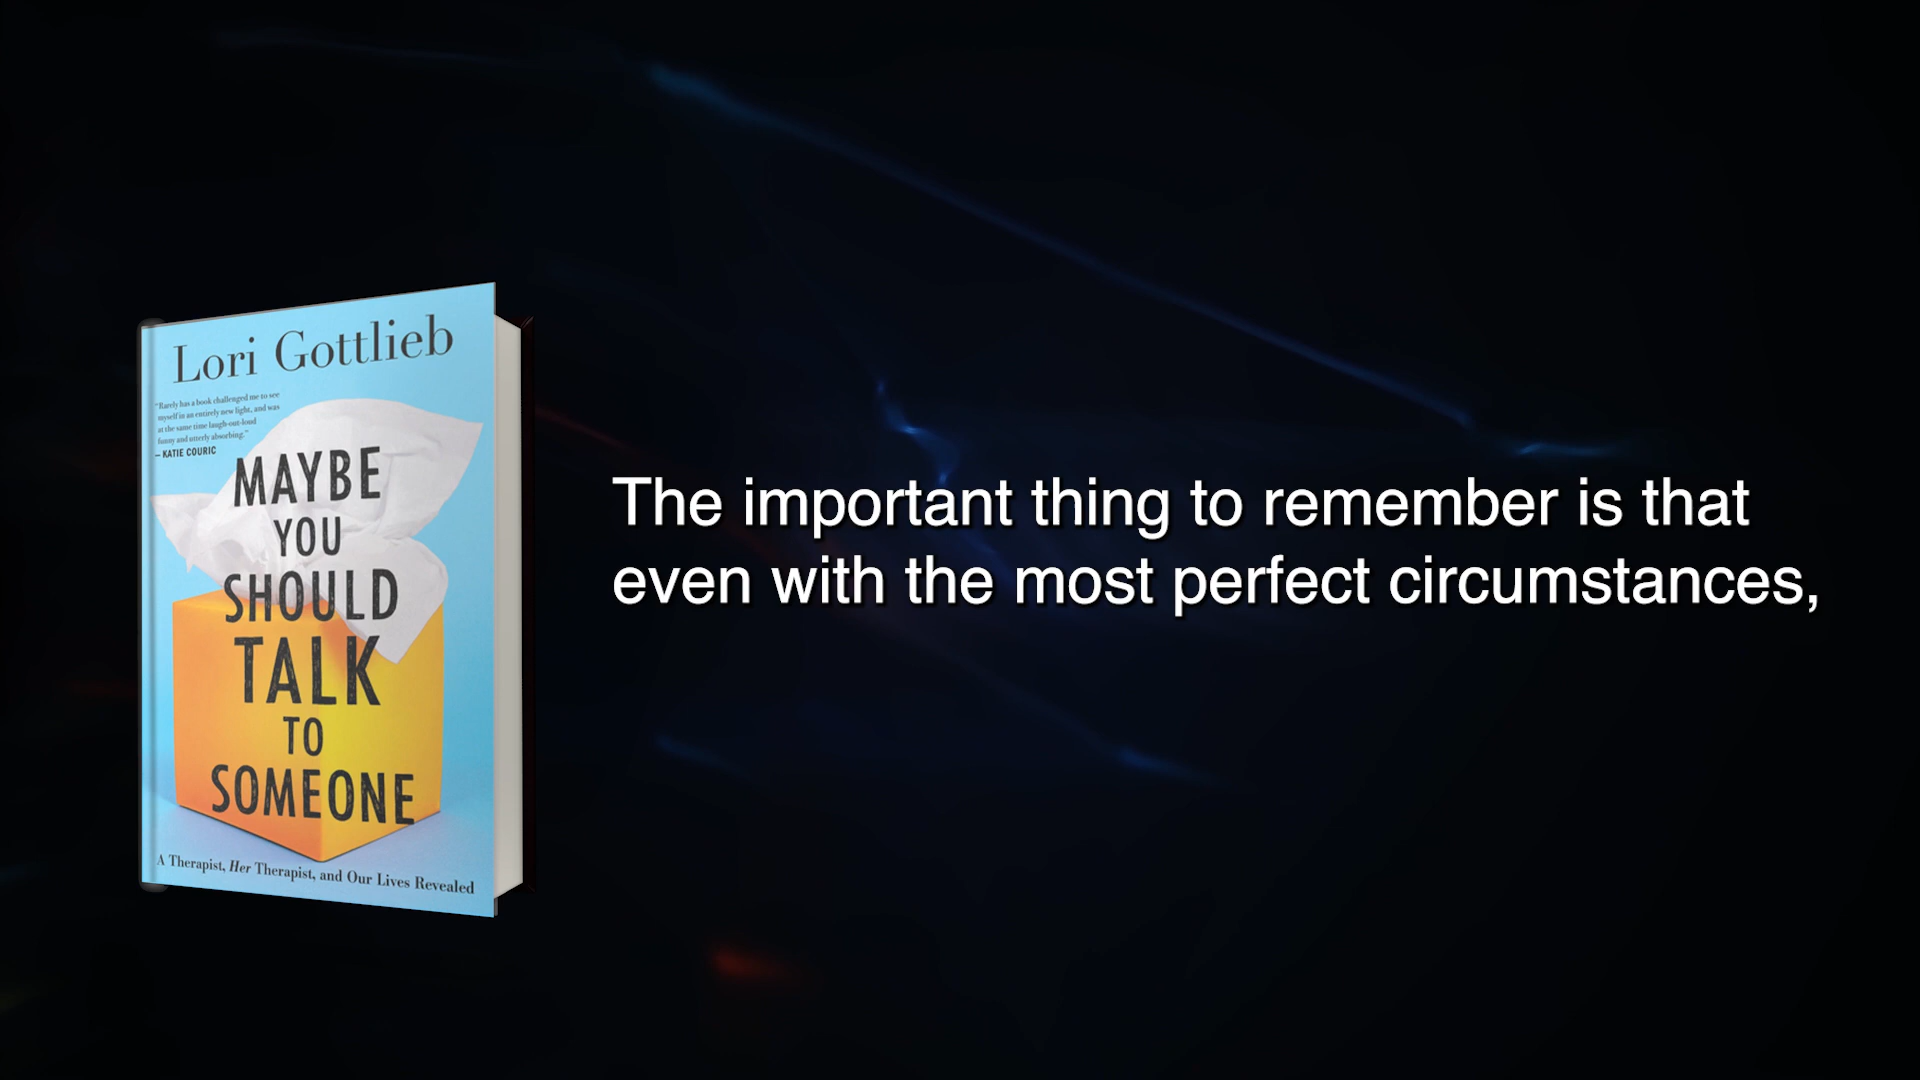 Lori Gottlieb
"Rarely has a book challenged me to see
myself in an entirely new light, and was
at the same time laugh-out-loud
funny and utterly absorbing."
– KATIE COURIC
MAYBE
YOU
SHOULD
TALK
TO
SOMEONE
A Therapist, Her Therapist, and Our Lives Revealed
The important thing to remember is that
even with the most perfect circumstances,